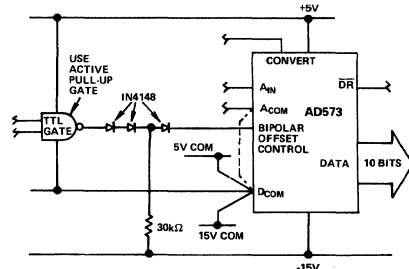 +5V
USE
ACTIVE
PULL-UP
GATE
CONVERT
IN4148
AIN
DR
TTL
GATE
ACOM
AD573
BIPOLAR
OFFSET
CONTROL
5V COM
DATA
10 BITS
DCOM
30kΩ
15V COM
-15V